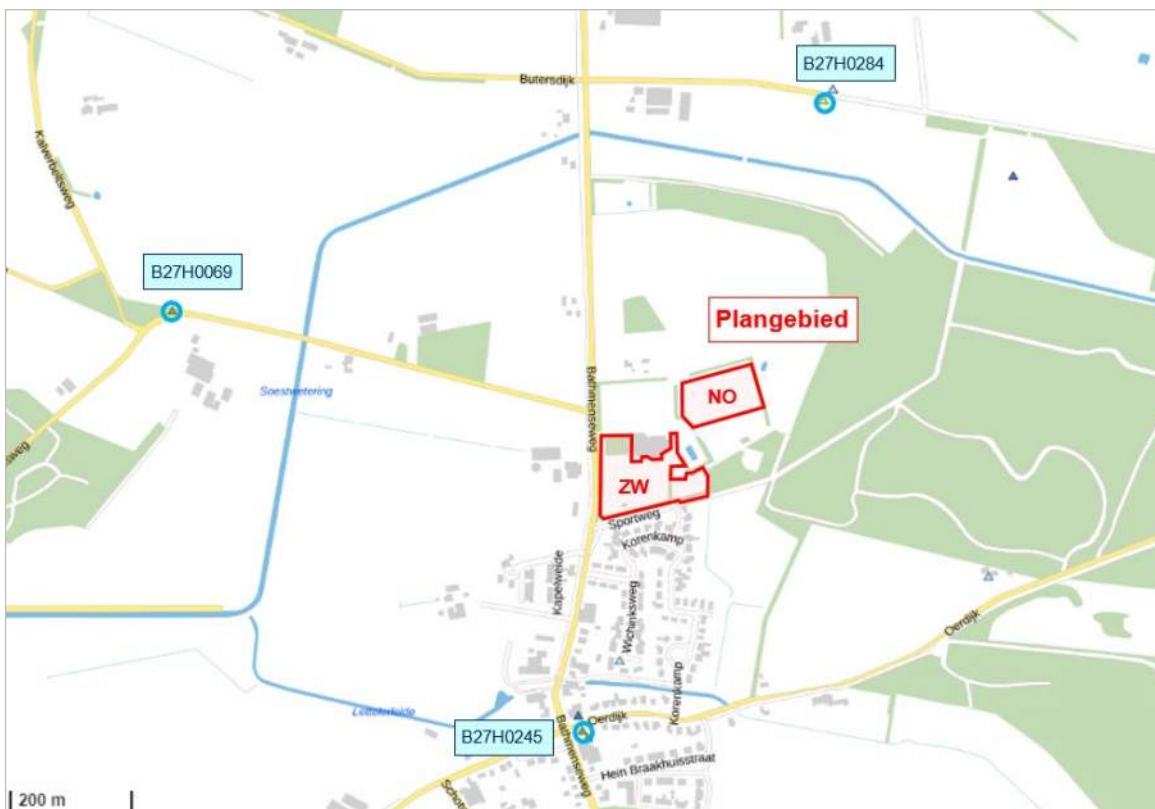 B27H0284
Butersdijk
Kalverbeltsweg
B27H0069
Plangebied
Soestwetering
Bathmenseweg
NO
ZW
Sportweg
Korenkamp
Kapelweide
Wichinksweg
Oerdijk
Korenkamp
Lettelerleide
Oerdijk
B27H0245
Bathmenseweg
Hein Braakhuisstraat
200 m